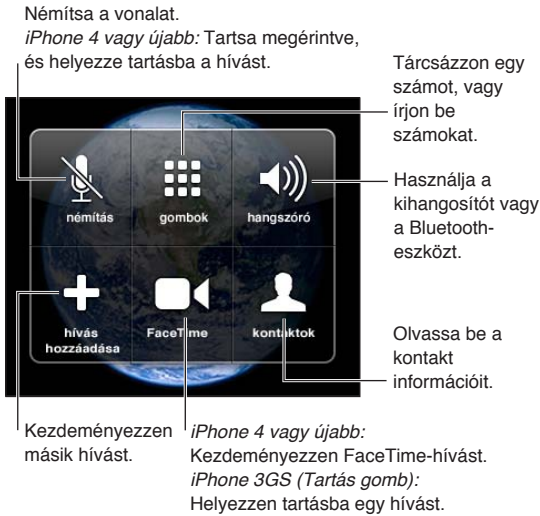 Némítsa a vonalat.
iPhone 4 vagy újabb: Tartsa megérintve,
és helyezze tartásba a hívást.
Tárcsázzon egy
számot, vagy
írjon be
számokat.
némítás
gombok
hangszóró
Használja a
kihangosítót vagy
a Bluetooth-
eszközt.
hívás
hozzáadása
FaceTime
kontaktok
Olvassa be a
kontakt
információit.
Kezdeményezzen
másik hívást.
iPhone 4 vagy újabb:
Kezdeményezzen FaceTime-hívást.
iPhone 3GS (Tartás gomb):
Helyezzen tartásba egy hívást.